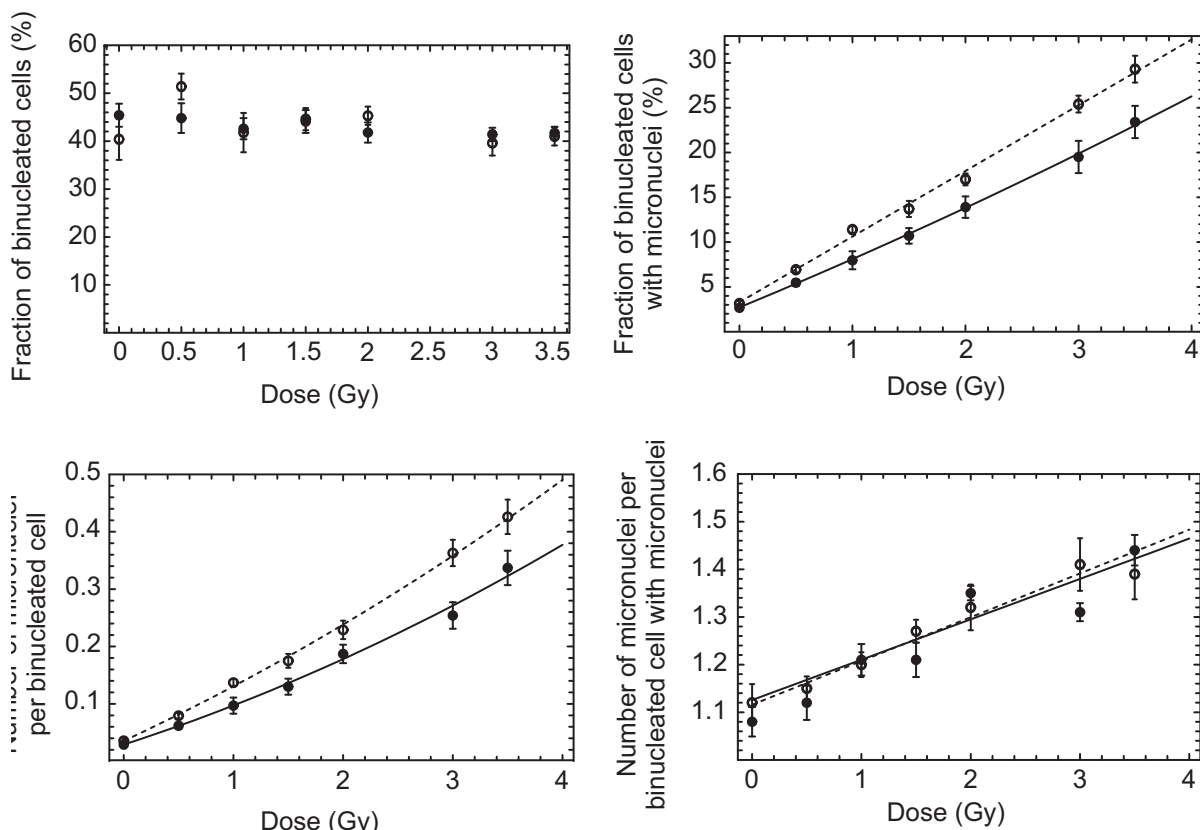 Fraction of binucleated cells (%)
60
50
40
30
20
10
0 0.5 1 1.5 2 2.5 3 3.5
Dose (Gy)
Fraction of binucleated cells
with micronuclei (%)
30
25
20
15
10
5
0 1 2 3 4
Dose (Gy)
per binucleated cell
0.5
0.4
0.3
0.2
0.1
0 1 2 3 4
Dose (Gy)
Number of micronuclei per
binucleated cell with micronuclei
1.6
1.5
1.4
1.3
1.2
1.1
0 1 2 3 4
Dose (Gy)